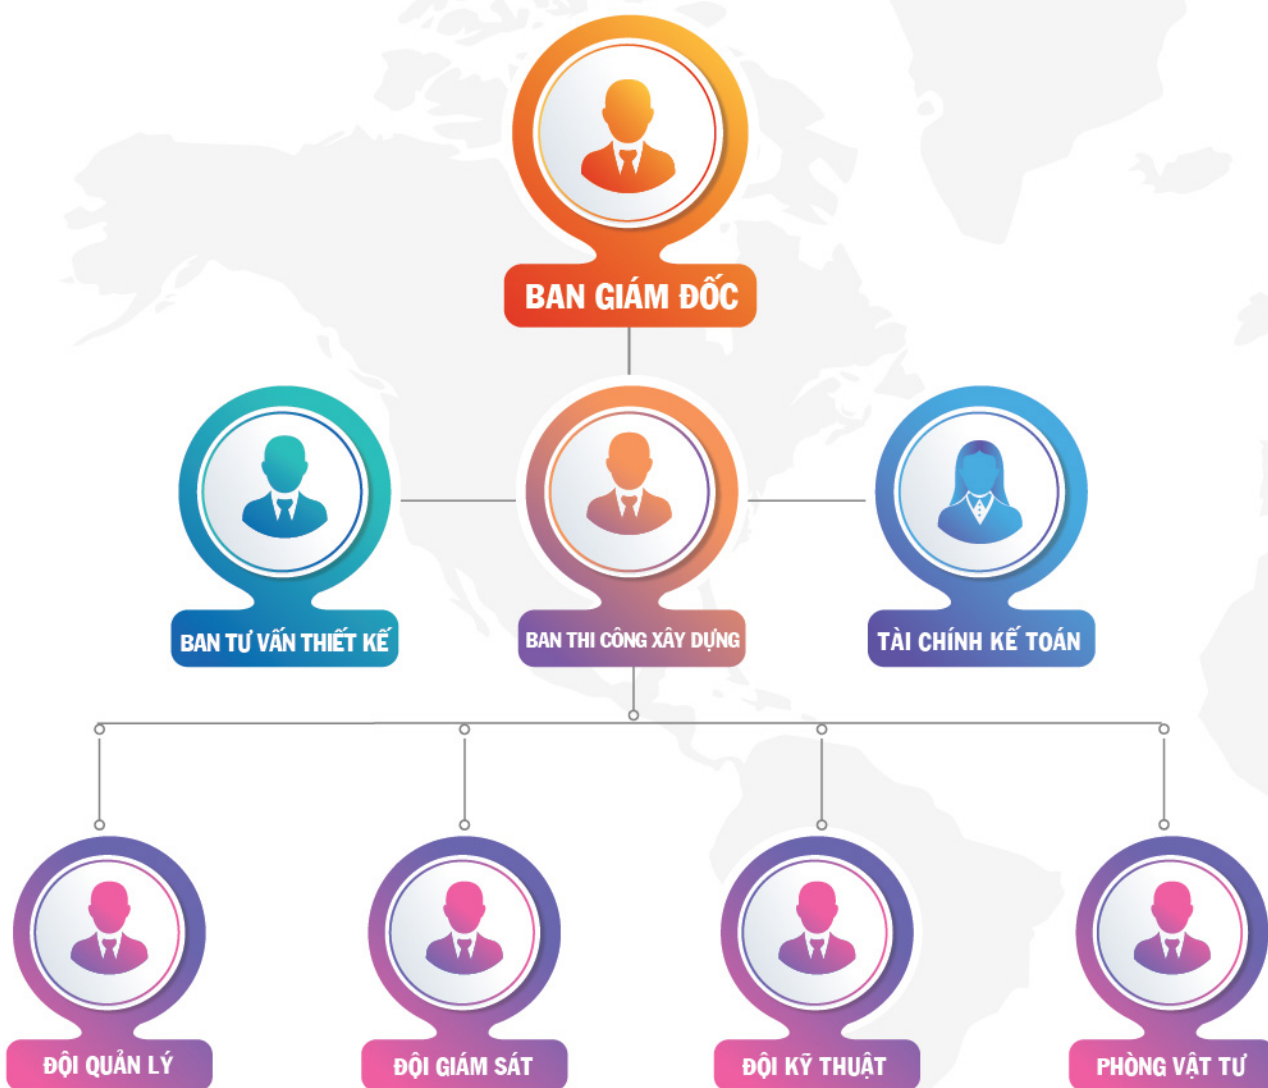 BAN GIÁM ĐỐC
BAN TƯ VẤN THIẾT KẾ
BAN THI CÔNG XÂY DỰNG
TÀI CHÍNH KẾ TOÁN
ĐỘI QUẢN LÝ
ĐỘI GIÁM SÁT
ĐỘI KỸ THUẬT
PHÒNG VẬT TƯ